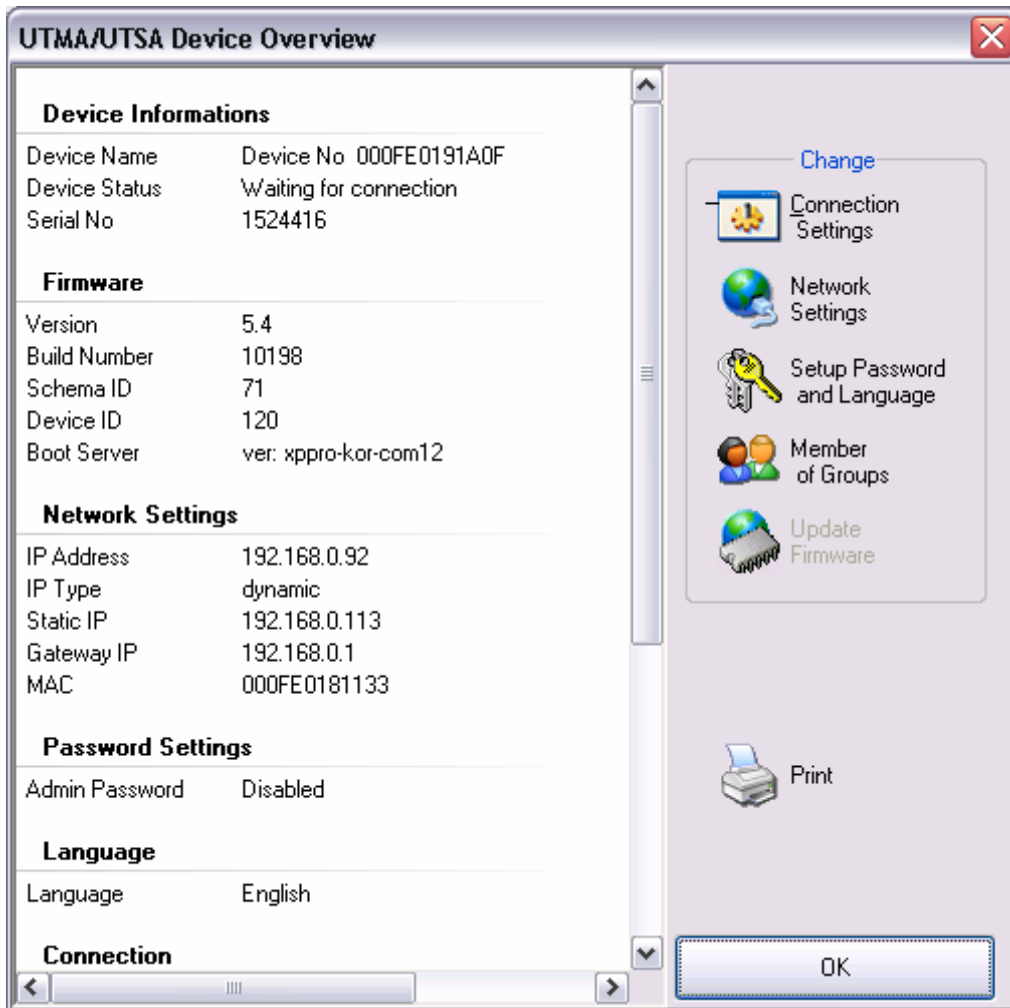 UTMA/UTSA Device Overview
Device Informations
Device Name Device No 000FE0191A0F
Device Status Waiting for connection
Serial No 1524416
Firmware
Version 5.4
Build Number 10198
Schema ID 71
Device ID 120
Boot Server ver: xppro-kor-com12
Network Settings
IP Address 192.168.0.92
IP Type dynamic
Static IP 192.168.0.113
Gateway IP 192.168.0.1
MAC 000FE0181133
Password Settings
Admin Password Disabled
Language
Language English
Connection
Change
Connection
Settings
Network
Settings
Setup Password
and Language
Member
of Groups
Update
Firmware
Print
OK